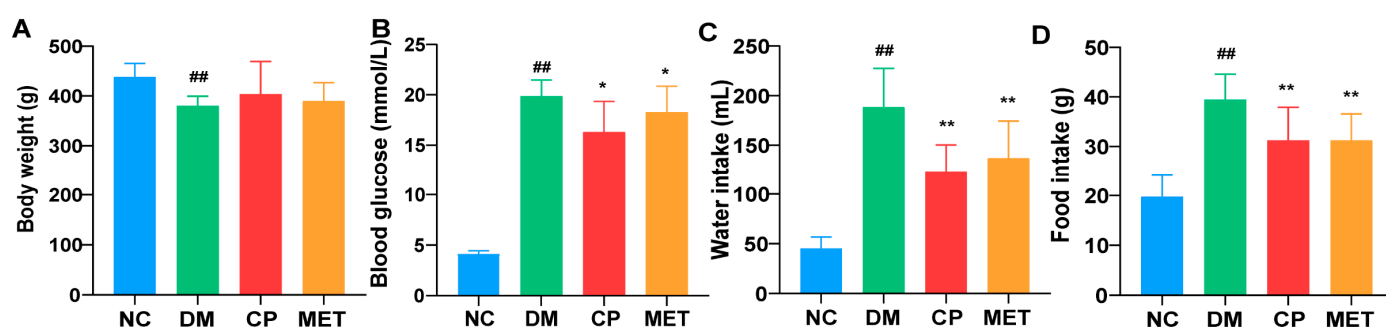 A
Body weight (g)
500
400
300
200
100
0
##
NC DM CP MET
B
Blood glucose (mmol/L)
25
20
15
10
5
0
##
*
*
NC DM CP MET
C
Water intake (mL)
250
200
150
100
50
0
##
**
**
NC DM CP MET
D
Food intake (g)
50
40
30
20
10
0
##
**
**
NC DM CP MET